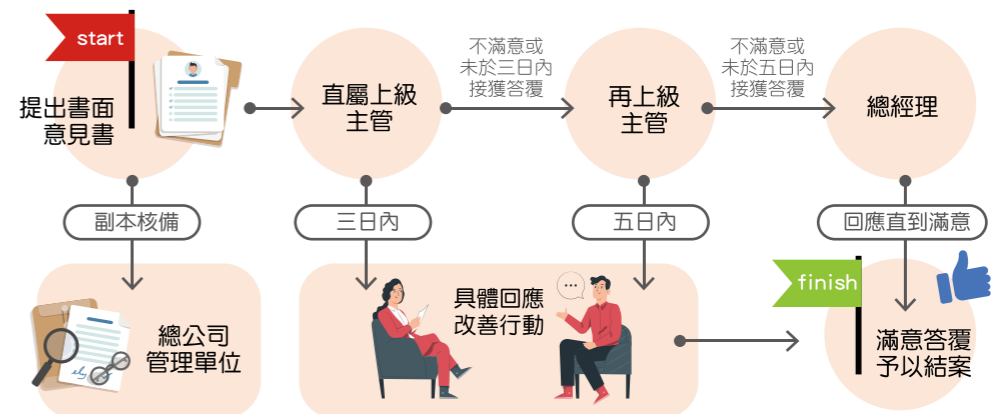 start
提出書面
意見書
直屬上級
主管
不滿意或
未於三日內
接獲答覆
再上級
主管
不滿意或
未於五日內
接獲答覆
總經理
副本核備
三日內
五日內
回應直到滿意
總公司
管理單位
具體回應
改善行動
finish
滿意答覆
予以結案